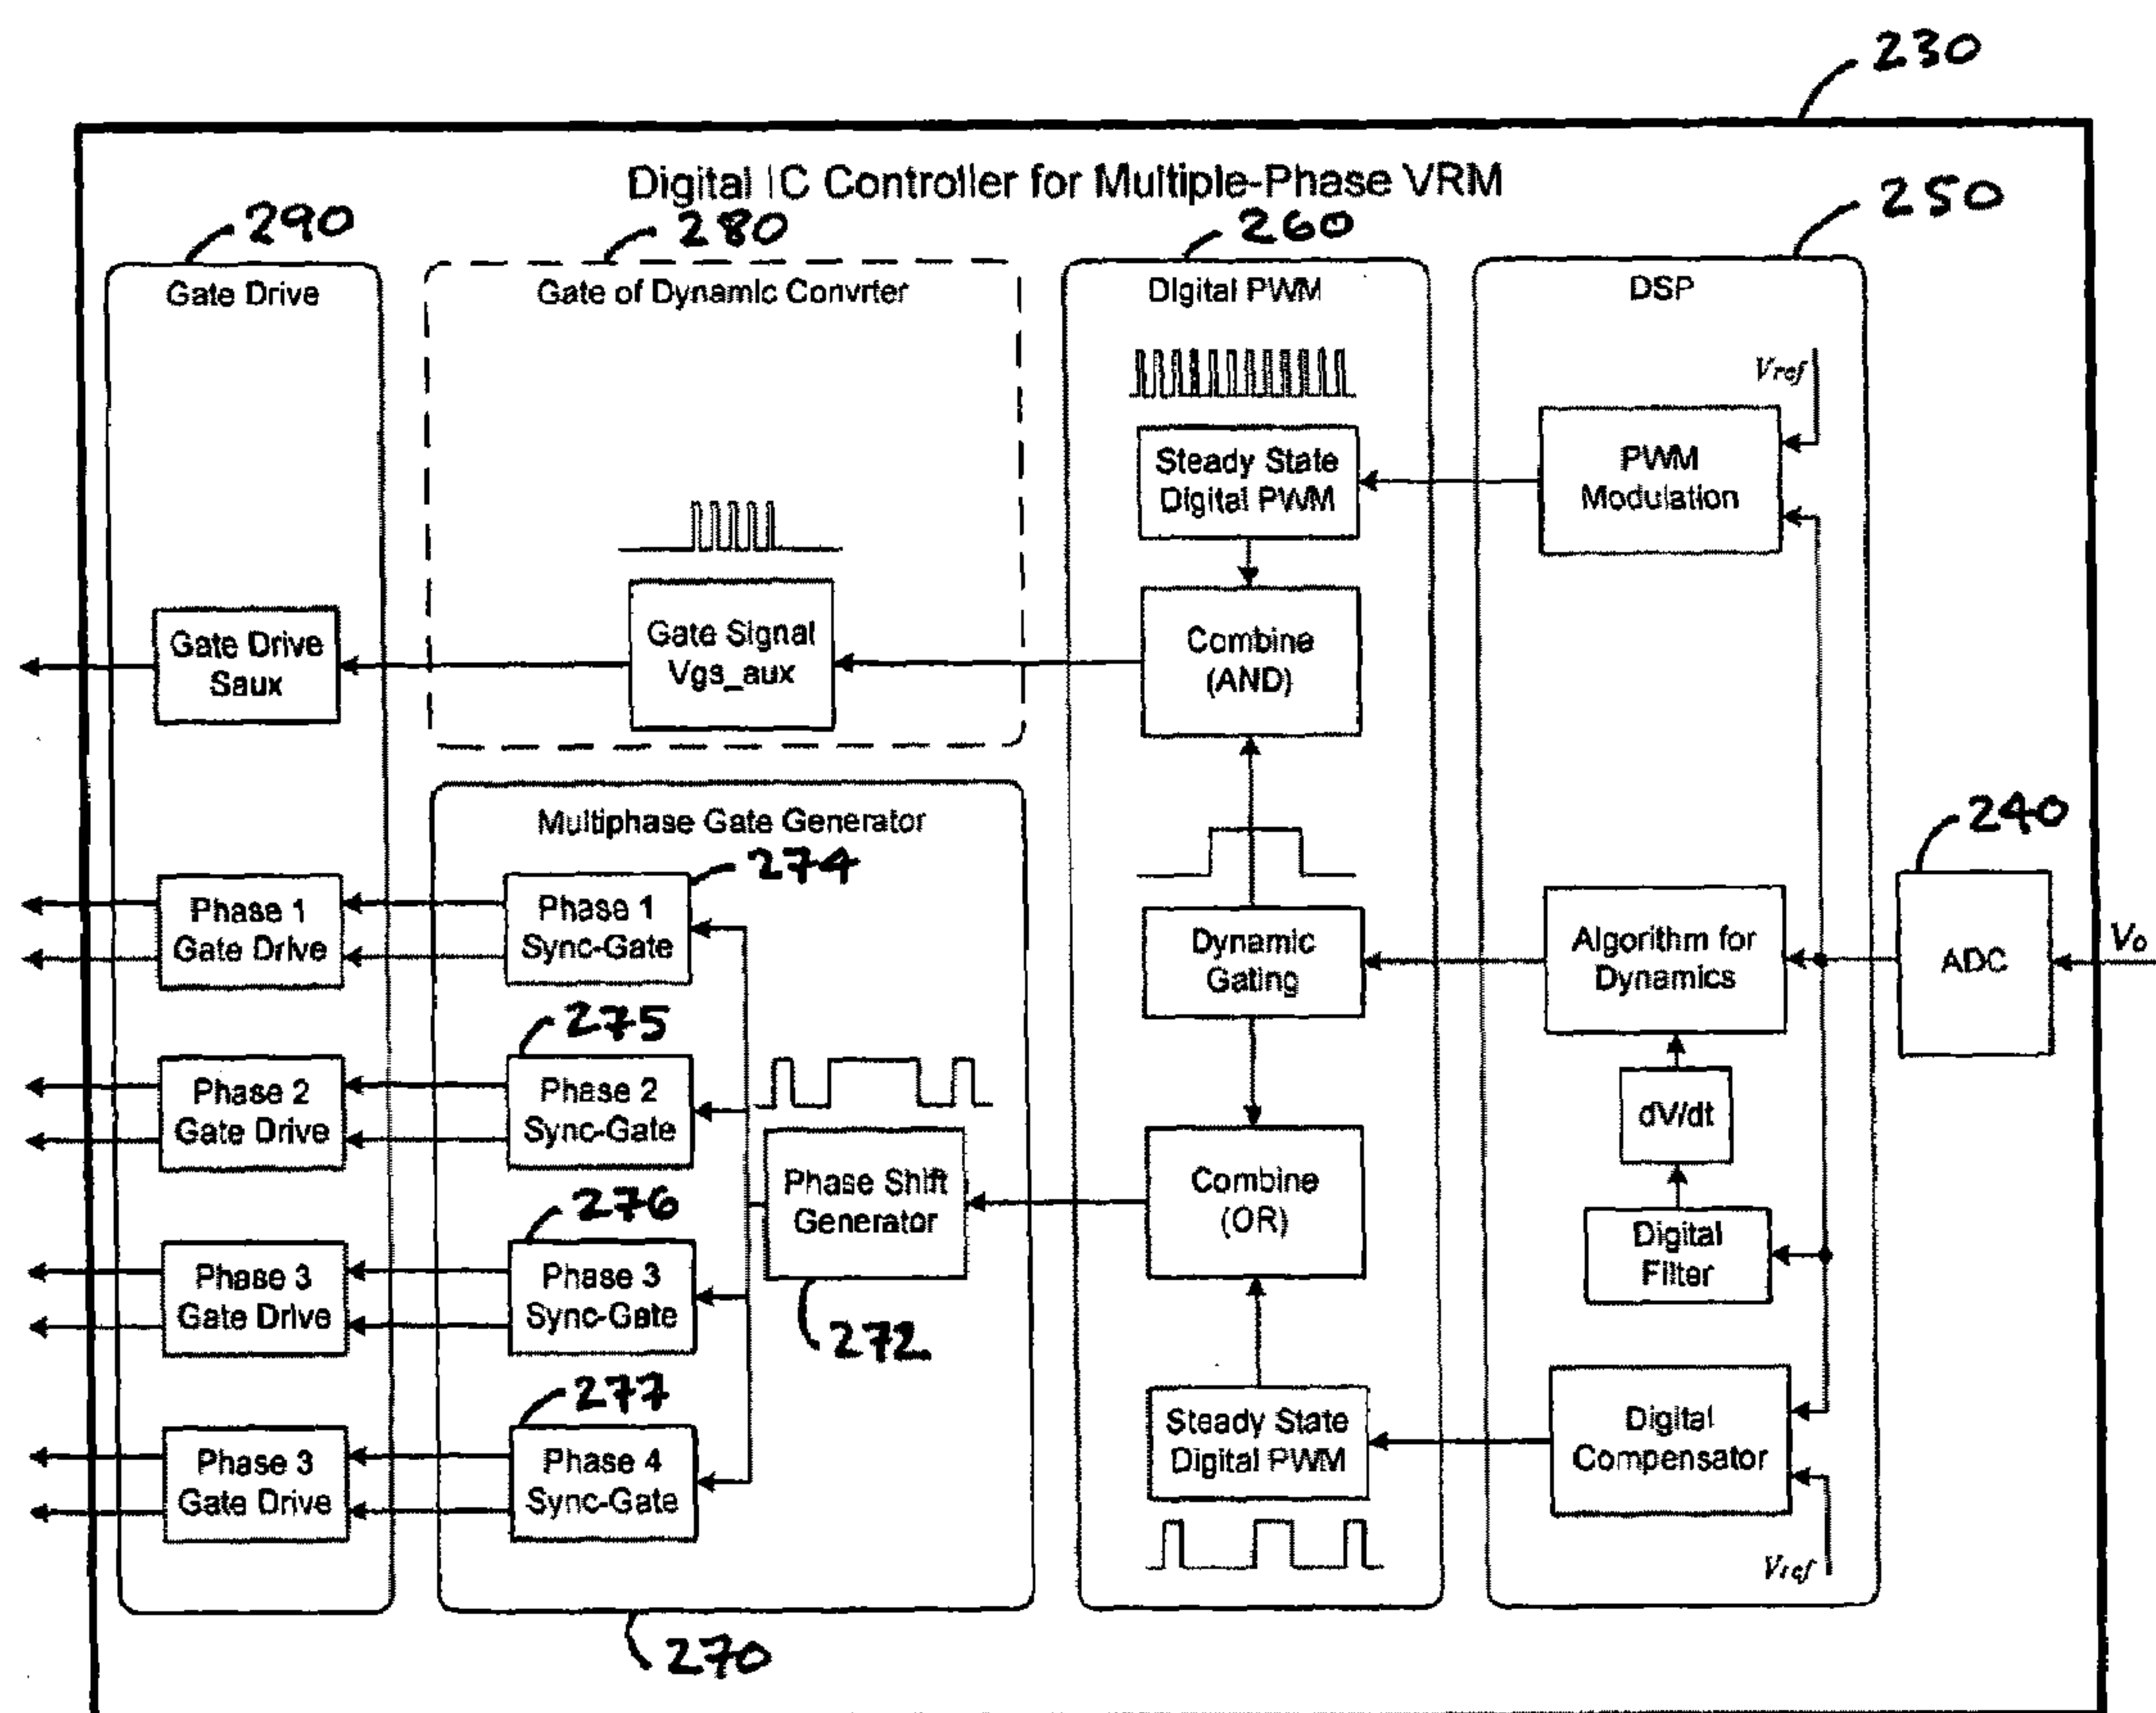 230
Digital IC Controller for Multiple-Phase VRM
290
280
260
250
Gate Drive
Gate of Dynamic Convrter
Digital PWM
DSP
Vref
Steady State
Digital PWM
PWM
Modulation
Gate Drive
Saux
Gate Signal
Vgs_aux
Combine
(AND)
Multiphase Gate Generator
240
274
Phase 1
Gate Drive
Phase 1
Sync-Gate
Dynamic
Gating
Algorithm for
Dynamics
ADC
Vo
275
Phase 2
Gate Drive
Phase 2
Sync-Gate
dV/dt
Phase Shift
Generator
Combine
(OR)
276
Digital
Filter
Phase 3
Gate Drive
Phase 3
Sync-Gate
272
277
Phase 3
Gate Drive
Phase 4
Sync-Gate
Steady State
Digital PWM
Digital
Compensator
Vref
270